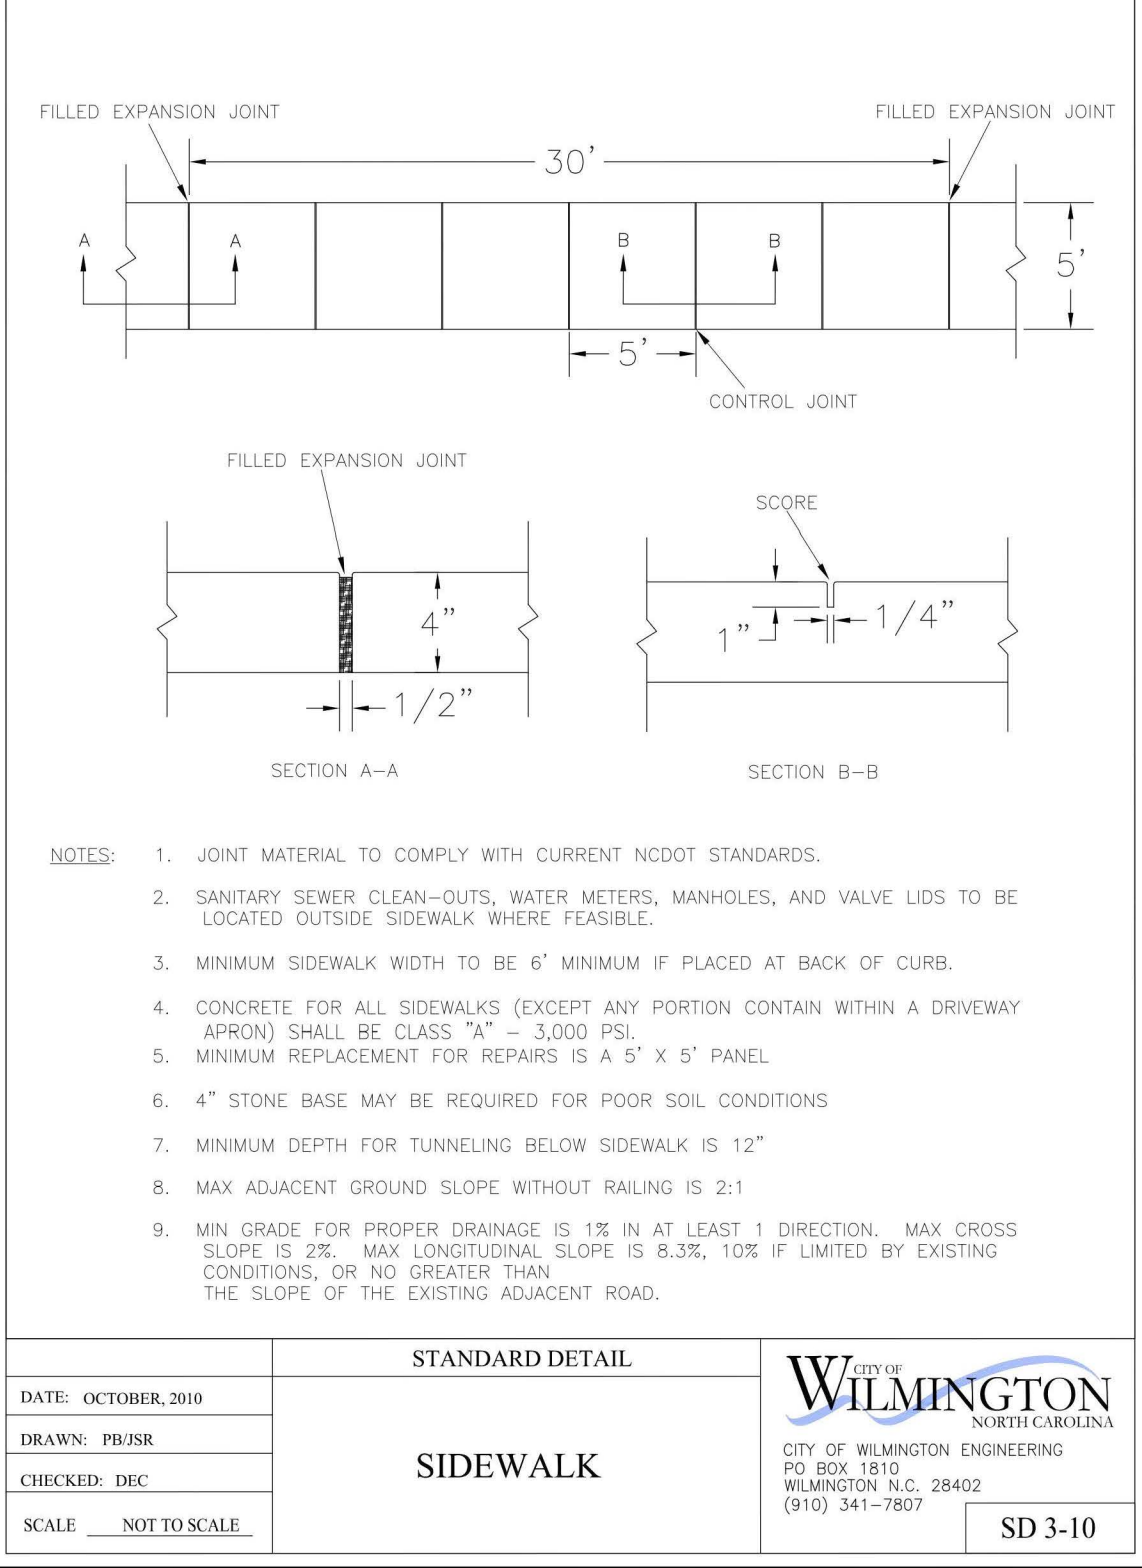 FILLED EXPANSION JOINT
FILLED EXPANSION JOINT
30'
A
A
B
B
5'
5'
CONTROL JOINT
FILLED EXPANSION JOINT
SCORE
4"
1"
1/4"
1/2"
SECTION A-A
SECTION B-B
NOTES: 1. JOINT MATERIAL TO COMPLY WITH CURRENT NCDOT STANDARDS.
2. SANITARY SEWER CLEAN-OUTS, WATER METERS, MANHOLES, AND VALVE LIDS TO BE
LOCATED OUTSIDE SIDEWALK WHERE FEASIBLE.
3. MINIMUM SIDEWALK WIDTH TO BE 6' MINIMUM IF PLACED AT BACK OF CURB.
4. CONCRETE FOR ALL SIDEWALKS (EXCEPT ANY PORTION CONTAIN WITHIN A DRIVEWAY
APRON) SHALL BE CLASS "A" - 3,000 PSI.
5. MINIMUM REPLACEMENT FOR REPAIRS IS A 5' X 5' PANEL
6. 4" STONE BASE MAY BE REQUIRED FOR POOR SOIL CONDITIONS
7. MINIMUM DEPTH FOR TUNNELING BELOW SIDEWALK IS 12"
8. MAX ADJACENT GROUND SLOPE WITHOUT RAILING IS 2:1
9. MIN GRADE FOR PROPER DRAINAGE IS 1% IN AT LEAST 1 DIRECTION. MAX CROSS
SLOPE IS 2%. MAX LONGITUDINAL SLOPE IS 8.3%, 10% IF LIMITED BY EXISTING
CONDITIONS, OR NO GREATER THAN
THE SLOPE OF THE EXISTING ADJACENT ROAD.
STANDARD DETAIL
DATE: OCTOBER, 2010
DRAWN: PB/JSR
CHECKED: DEC
SCALE NOT TO SCALE
SIDEWALK
CITY OF
WILMINGTON
NORTH CAROLINA
CITY OF WILMINGTON ENGINEERING
PO BOX 1810
WILMINGTON N.C. 28402
(910) 341-7807
SD 3-10